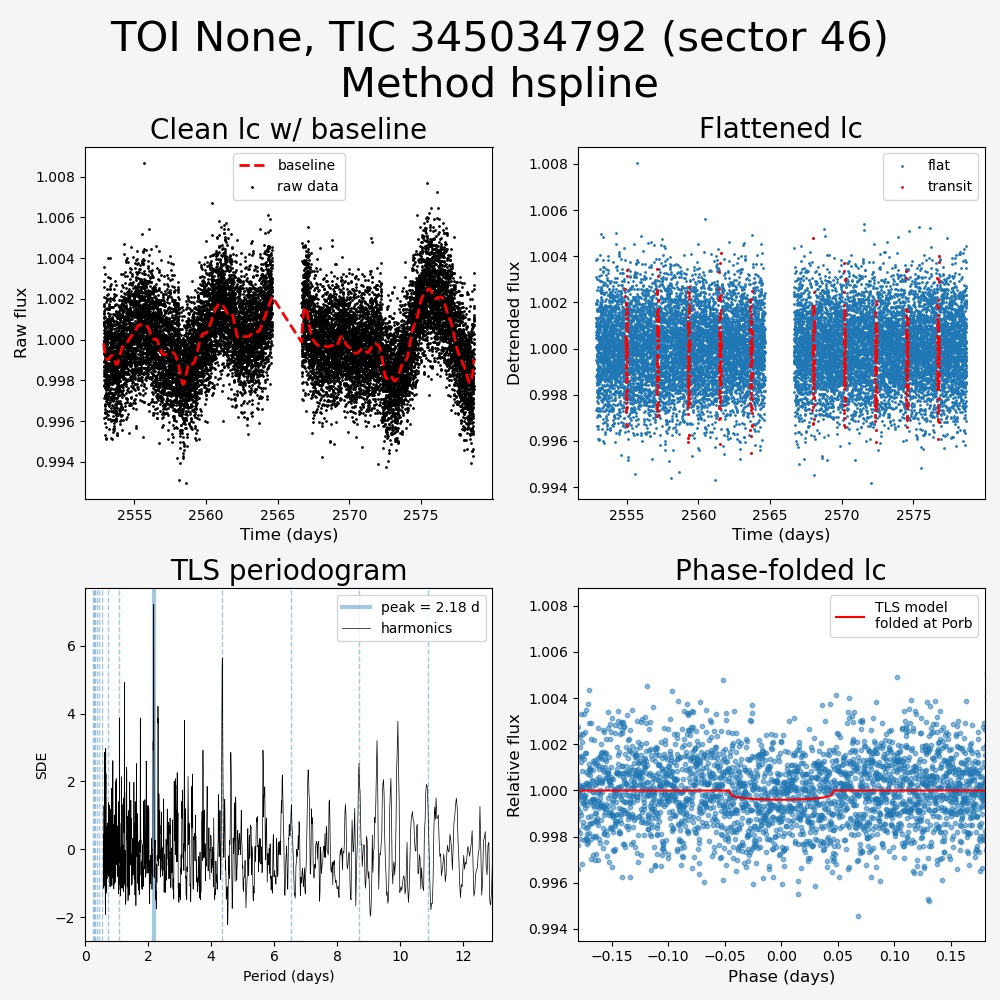 TOI None, TIC 345034792 (sector 46)
Method hspline
Clean lc w/ baseline
baseline
raw data
1.008
1.006
1.004
1.002
1.000
0.998
0.996
0.994
Raw flux
2555
2560
2565
2570
2575
Time (days)
Flattened lc
flat
transit
1.008
1.006
1.004
1.002
1.000
0.998
0.996
0.994
Detrended flux
2555
2560
2565
2570
2575
Time (days)
TLS periodogram
peak = 2.18 d
harmonics
6
4
2
0
−2
SDE
0
2
4
6
8
10
12
Period (days)
Phase-folded lc
TLS model
folded at Porb
1.008
1.006
1.004
1.002
1.000
0.998
0.996
0.994
Relative flux
−0.15
−0.10
−0.05
0.00
0.05
0.10
0.15
Phase (days)